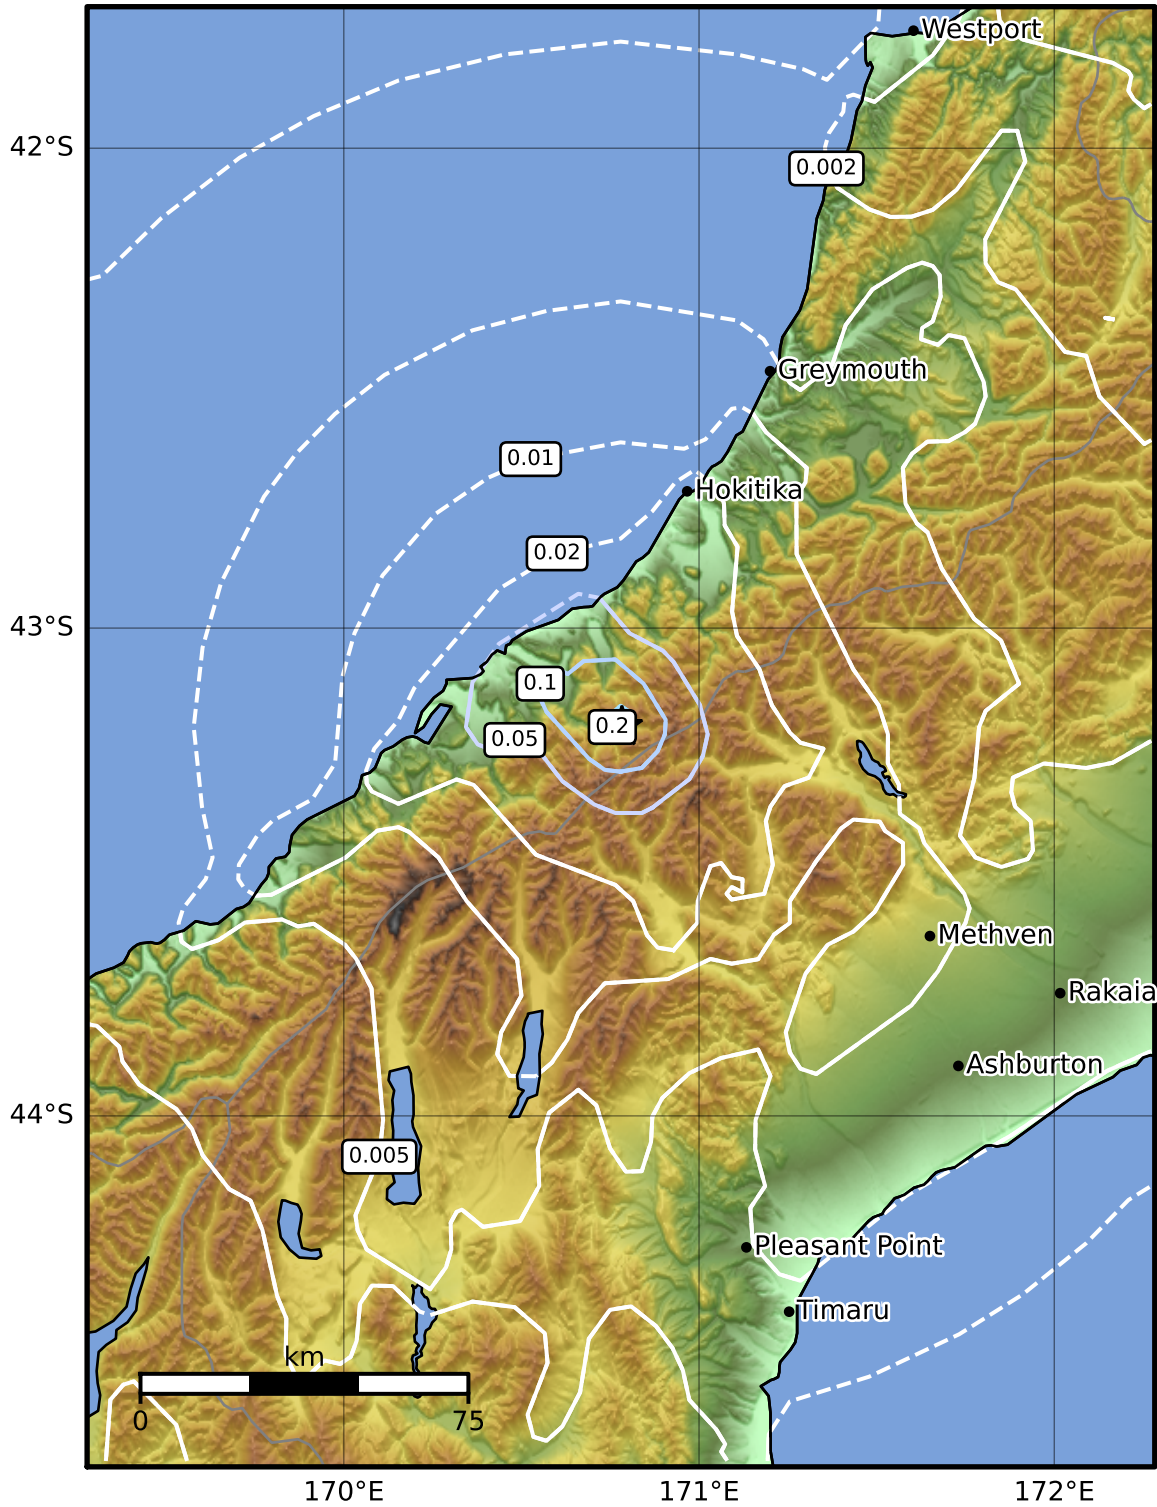 Westport
42°S
0.002
Greymouth
0.01
Hokitika
0.02
43°S
0.1
0.2
0.05
Methven
Rakaia
Ashburton
44°S
0.005
Pleasant Point
Timaru
km
0 75
170°E 171°E 172°E